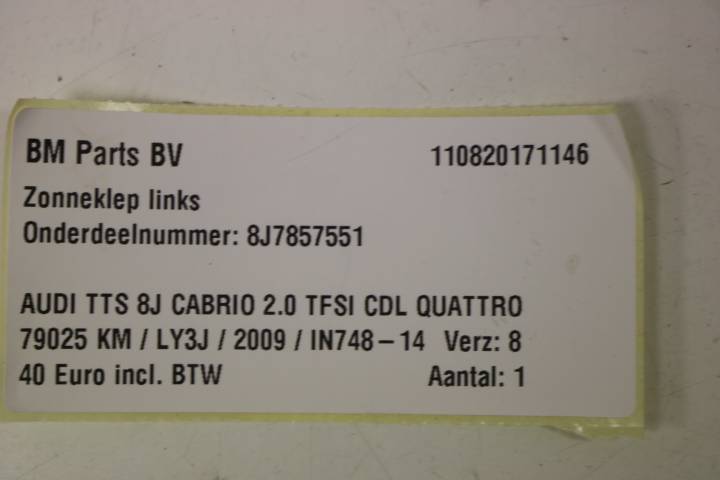 BM Parts BV 110820171146
Zonneklep links
Onderdeelnummer: 8J7857551
AUDI TTS 8J CABRIO 2.0 TFSI CDL QUATTRO
79025 KM / LY3J / 2009 / IN748-14 Verz: 8
40 Euro incl. BTW Aantal: 1